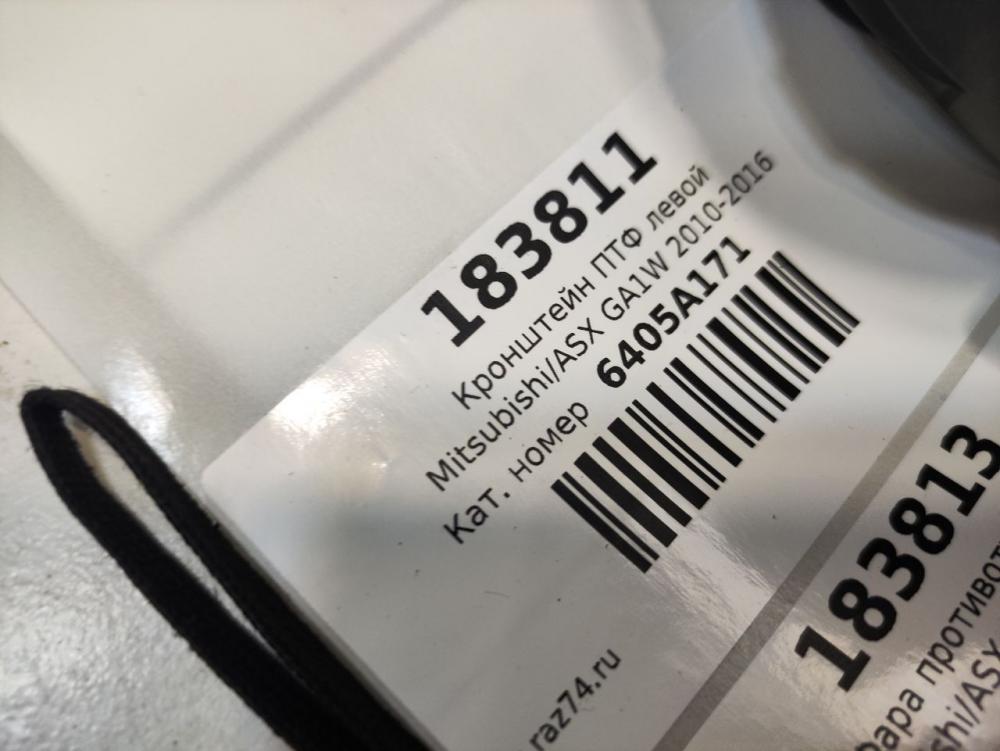 183811
Кронштейн ПТФ левой
Mitsubishi/ASX GA1W 2010-2016
Кат. номер 6405A171
raz74.ru
183813